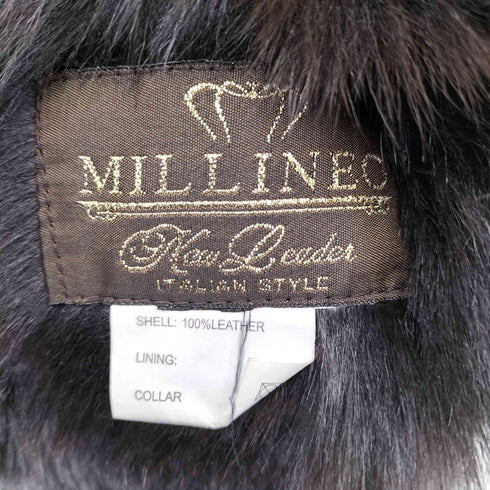 MILLINEO
New Leader
ITALIAN STYLE
SHELL: 100%LEATHER
LINING:
COLLAR